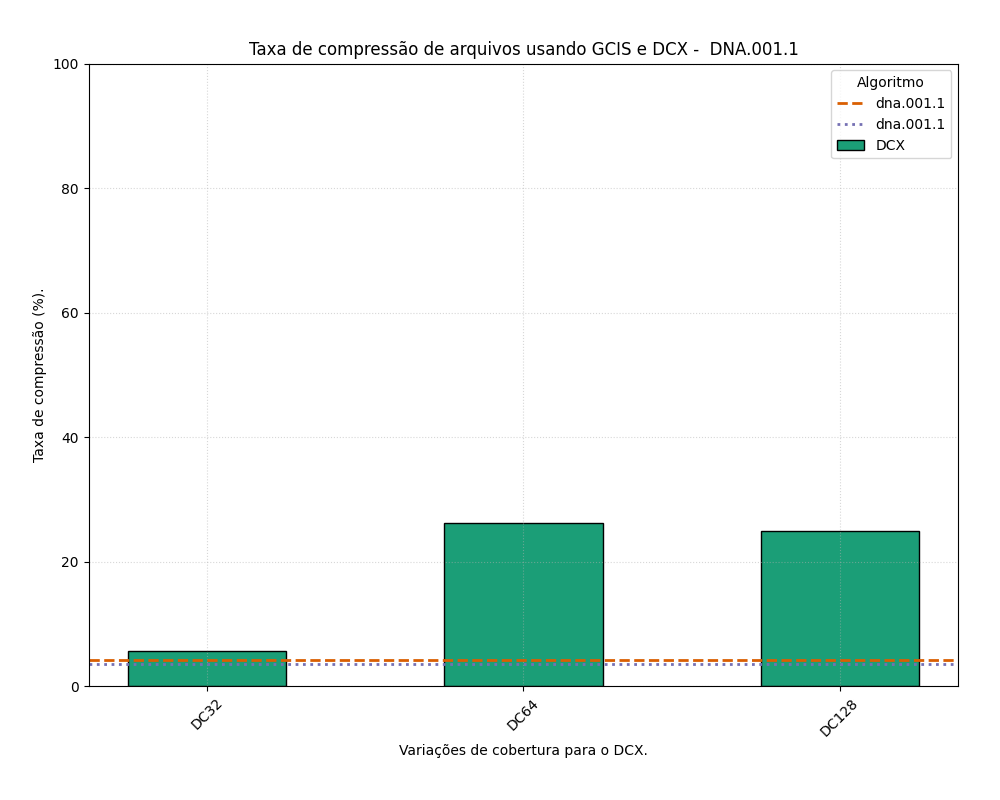 Taxa de compressão de arquivos usando GCIS e DCX -  DNA.001.1
Taxa de compressão (%).
100
80
60
40
20
0
Algoritmo
dna.001.1
dna.001.1
DCX
DC32
DC64
DC128
Variações de cobertura para o DCX.